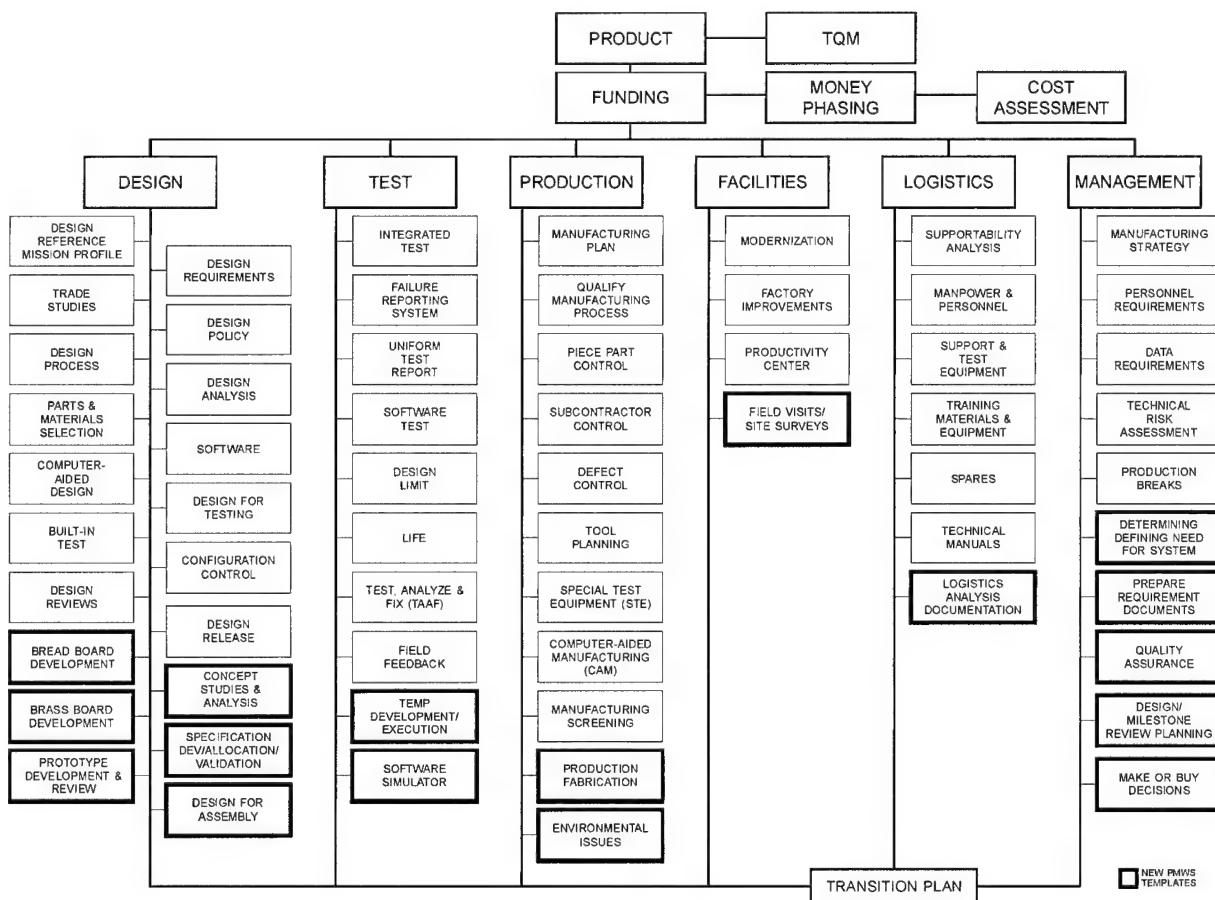 PRODUCT
TQM
FUNDING
MONEY
PHASING
COST
ASSESSMENT
DESIGN
TEST
PRODUCTION
FACILITIES
LOGISTICS
MANAGEMENT
DESIGN
REFERENCE
MISSION PROFILE
TRADE
STUDIES
DESIGN
PROCESS
PARTS &
MATERIALS
SELECTION
COMPUTER-
AIDED
DESIGN
BUILT-IN
TEST
DESIGN
REVIEWS
BREAD BOARD
DEVELOPMENT
BRASS BOARD
DEVELOPMENT
PROTOTYPE
DEVELOPMENT &
REVIEW
DESIGN
REQUIREMENTS
DESIGN
POLICY
DESIGN
ANALYSIS
SOFTWARE
DESIGN FOR
TESTING
CONFIGURATION
CONTROL
DESIGN
RELEASE
CONCEPT
STUDIES &
ANALYSIS
SPECIFICATION
DEV/ALLOCATION/
VALIDATION
DESIGN FOR
ASSEMBLY
INTEGRATED
TEST
FAILURE
REPORTING
SYSTEM
UNIFORM
TEST
REPORT
SOFTWARE
TEST
DESIGN
LIMIT
LIFE
TEST, ANALYZE &
FIX (TAAF)
FIELD
FEEDBACK
TEMP
DEVELOPMENT/
EXECUTION
SOFTWARE
SIMULATOR
MANUFACTURING
PLAN
QUALIFY
MANUFACTURING
PROCESS
PIECE PART
CONTROL
SUBCONTRACTOR
CONTROL
DEFECT
CONTROL
TOOL
PLANNING
SPECIAL TEST
EQUIPMENT (STE)
COMPUTER-AIDED
MANUFACTURING
(CAM)
MANUFACTURING
SCREENING
PRODUCTION
FABRICATION
ENVIRONMENTAL
ISSUES
MODERNIZATION
FACTORY
IMPROVEMENTS
PRODUCTIVITY
CENTER
FIELD VISITS/
SITE SURVEYS
SUPPORTABILITY
ANALYSIS
MANPOWER &
PERSONNEL
SUPPORT &
TEST
EQUIPMENT
TRAINING
MATERIALS &
EQUIPMENT
SPARES
TECHNICAL
MANUALS
LOGISTICS
ANALYSIS
DOCUMENTATION
MANUFACTURING
STRATEGY
PERSONNEL
REQUIREMENTS
DATA
REQUIREMENTS
TECHNICAL
RISK
ASSESSMENT
PRODUCTION
BREAKS
DETERMINING
DEFINING NEED
FOR SYSTEM
PREPARE
REQUIREMENT
DOCUMENTS
QUALITY
ASSURANCE
DESIGN/
MILESTONE
REVIEW PLANNING
MAKE OR BUY
DECISIONS
TRANSITION PLAN
NEW PMWS
TEMPLATES